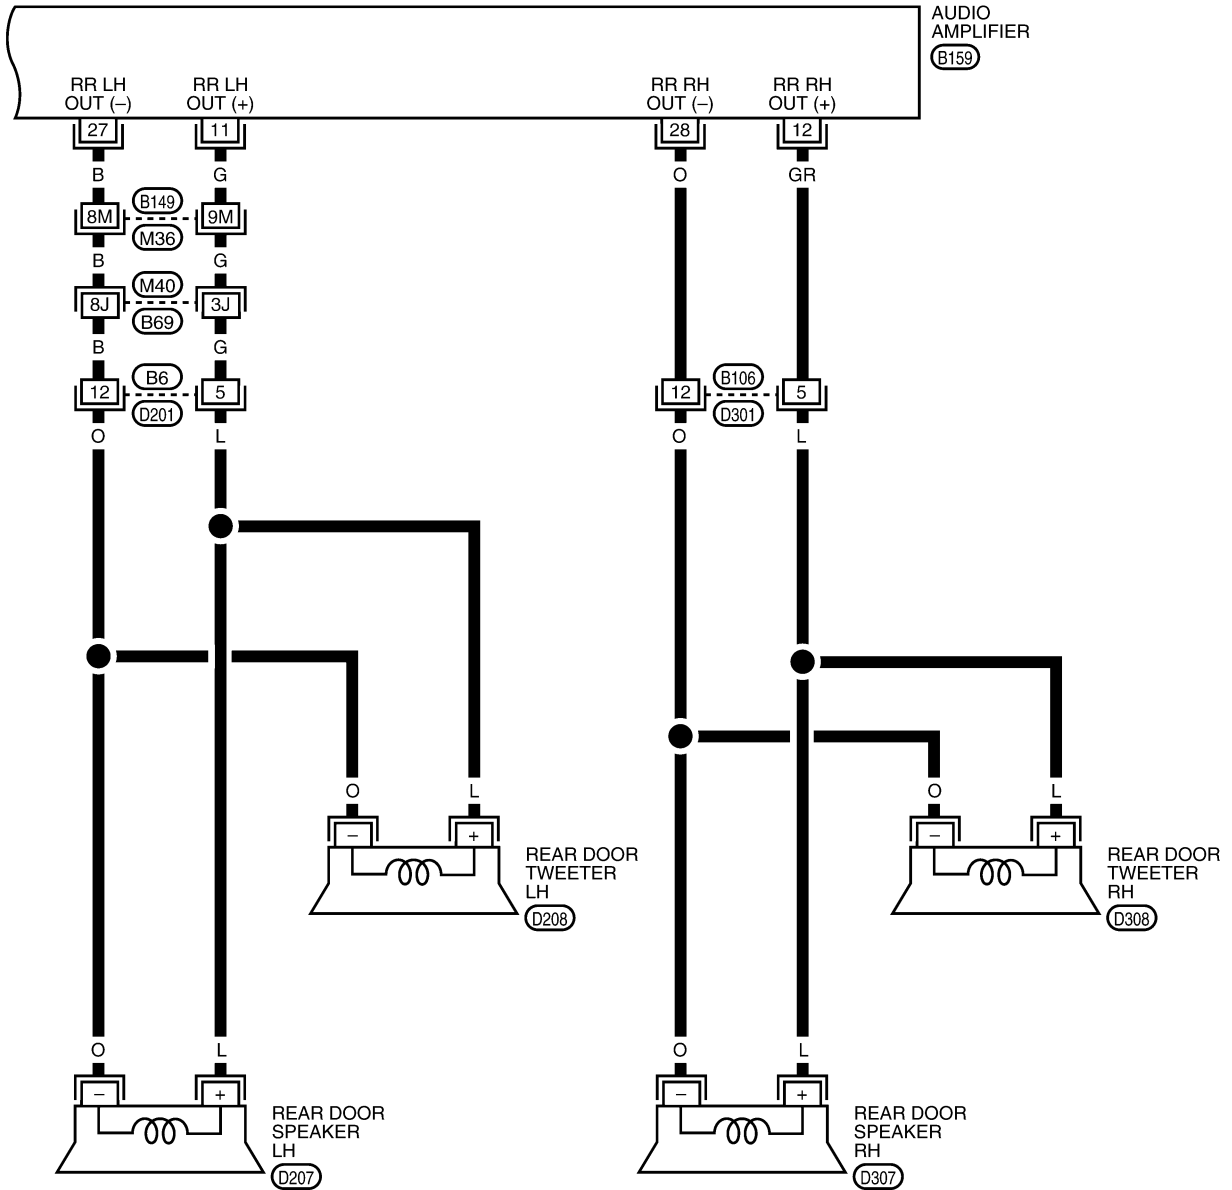 AUDIO
AMPLIFIER
B159
RR LH
OUT (–)
RR LH
OUT (+)
RR RH
OUT (–)
RR RH
OUT (+)
27
11
28
12
B
G
O
GR
8M
B149
M36
9M
B
G
8J
M40
B69
3J
B
G
12
B6
D201
5
12
B106
D301
5
O
L
O
L
O
L
O
L
–
+
–
+
REAR DOOR
TWEETER
LH
D208
REAR DOOR
TWEETER
RH
D308
O
L
O
L
–
+
–
+
REAR DOOR
SPEAKER
LH
D207
REAR DOOR
SPEAKER
RH
D307